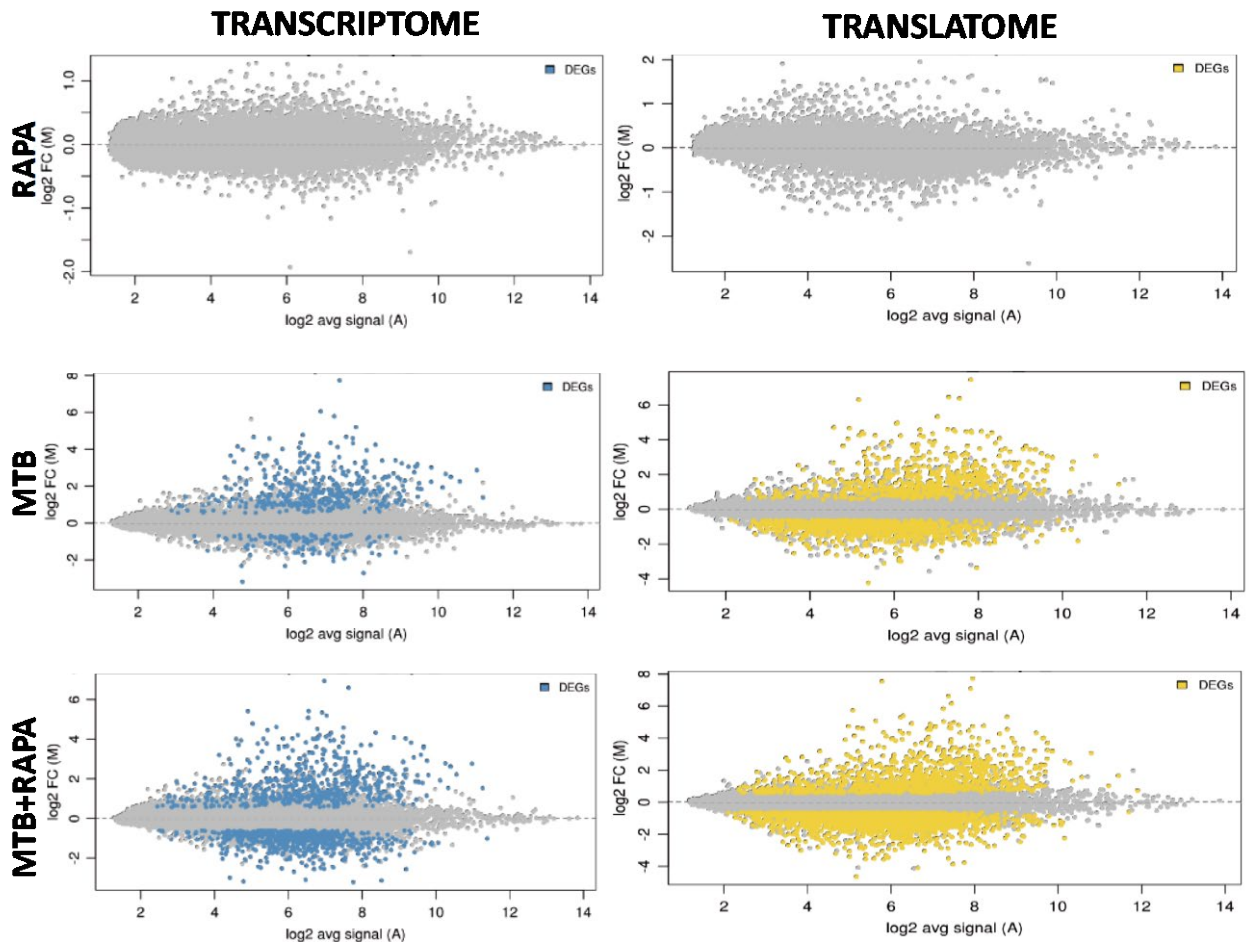 TRANSCRIPTOME
TRANSLATOME
RAPA
log2 FC (M)
1.0
0.0
-1.0
-2.0
DEGs
2 4 6 8 10 12 14
log2 avg signal (A)
log2 FC (M)
2
1
0
-1
-2
DEGs
2 4 6 8 10 12 14
log2 avg signal (A)
MTB
log2 FC (M)
8
6
4
2
0
-2
DEGs
2 4 6 8 10 12 14
log2 avg signal (A)
log2 FC (M)
6
4
2
0
-2
-4
DEGs
2 4 6 8 10 12 14
log2 avg signal (A)
MTB+RAPA
log2 FC (M)
6
4
2
0
-2
DEGs
2 4 6 8 10 12 14
log2 avg signal (A)
log2 FC (M)
8
6
4
2
0
-2
-4
DEGs
2 4 6 8 10 12 14
log2 avg signal (A)